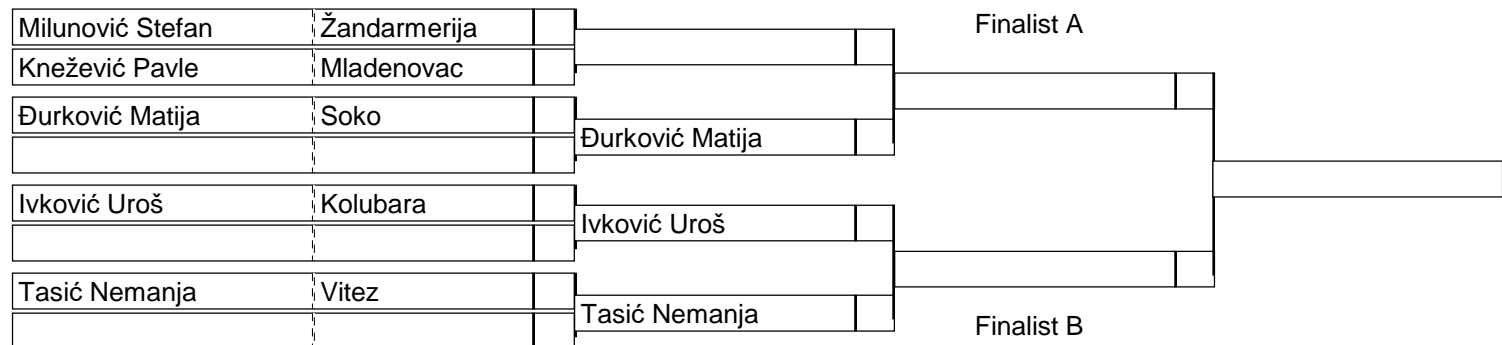 Finalist A
Milunović Stefan Žandarmerija
Knežević Pavle Mladenovac
Đurković Matija Soko
Đurković Matija
Ivković Uroš Kolubara
Ivković Uroš
Tasić Nemanja Vitez
Tasić Nemanja
Finalist B